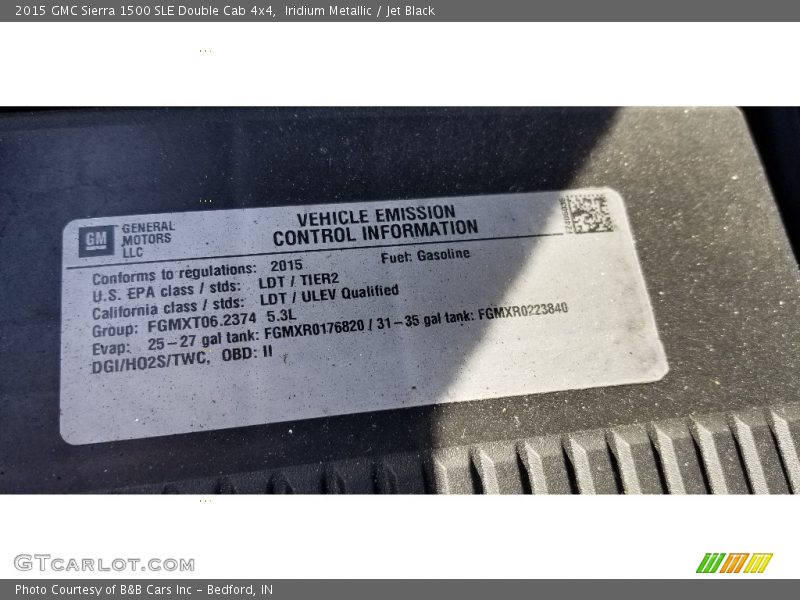 2015 GMC Sierra 1500 SLE Double Cab 4x4,  Iridium Metallic / Jet Black
GM
GENERAL
MOTORS
LLC
VEHICLE EMISSION
CONTROL INFORMATION
Conforms to regulations: 2015 Fuel: Gasoline
U.S. EPA class / stds: LDT / TIER2
California class / stds: LDT / ULEV Qualified
Group: FGMXT06.2374 5.3L
Evap: 25-27 gal tank: FGMXR0176820 / 31-35 gal tank: FGMXR0223840
DGI/HO2S/TWC, OBD: II
GTCARLOT.COM
Photo Courtesy of B&B Cars Inc - Bedford, IN